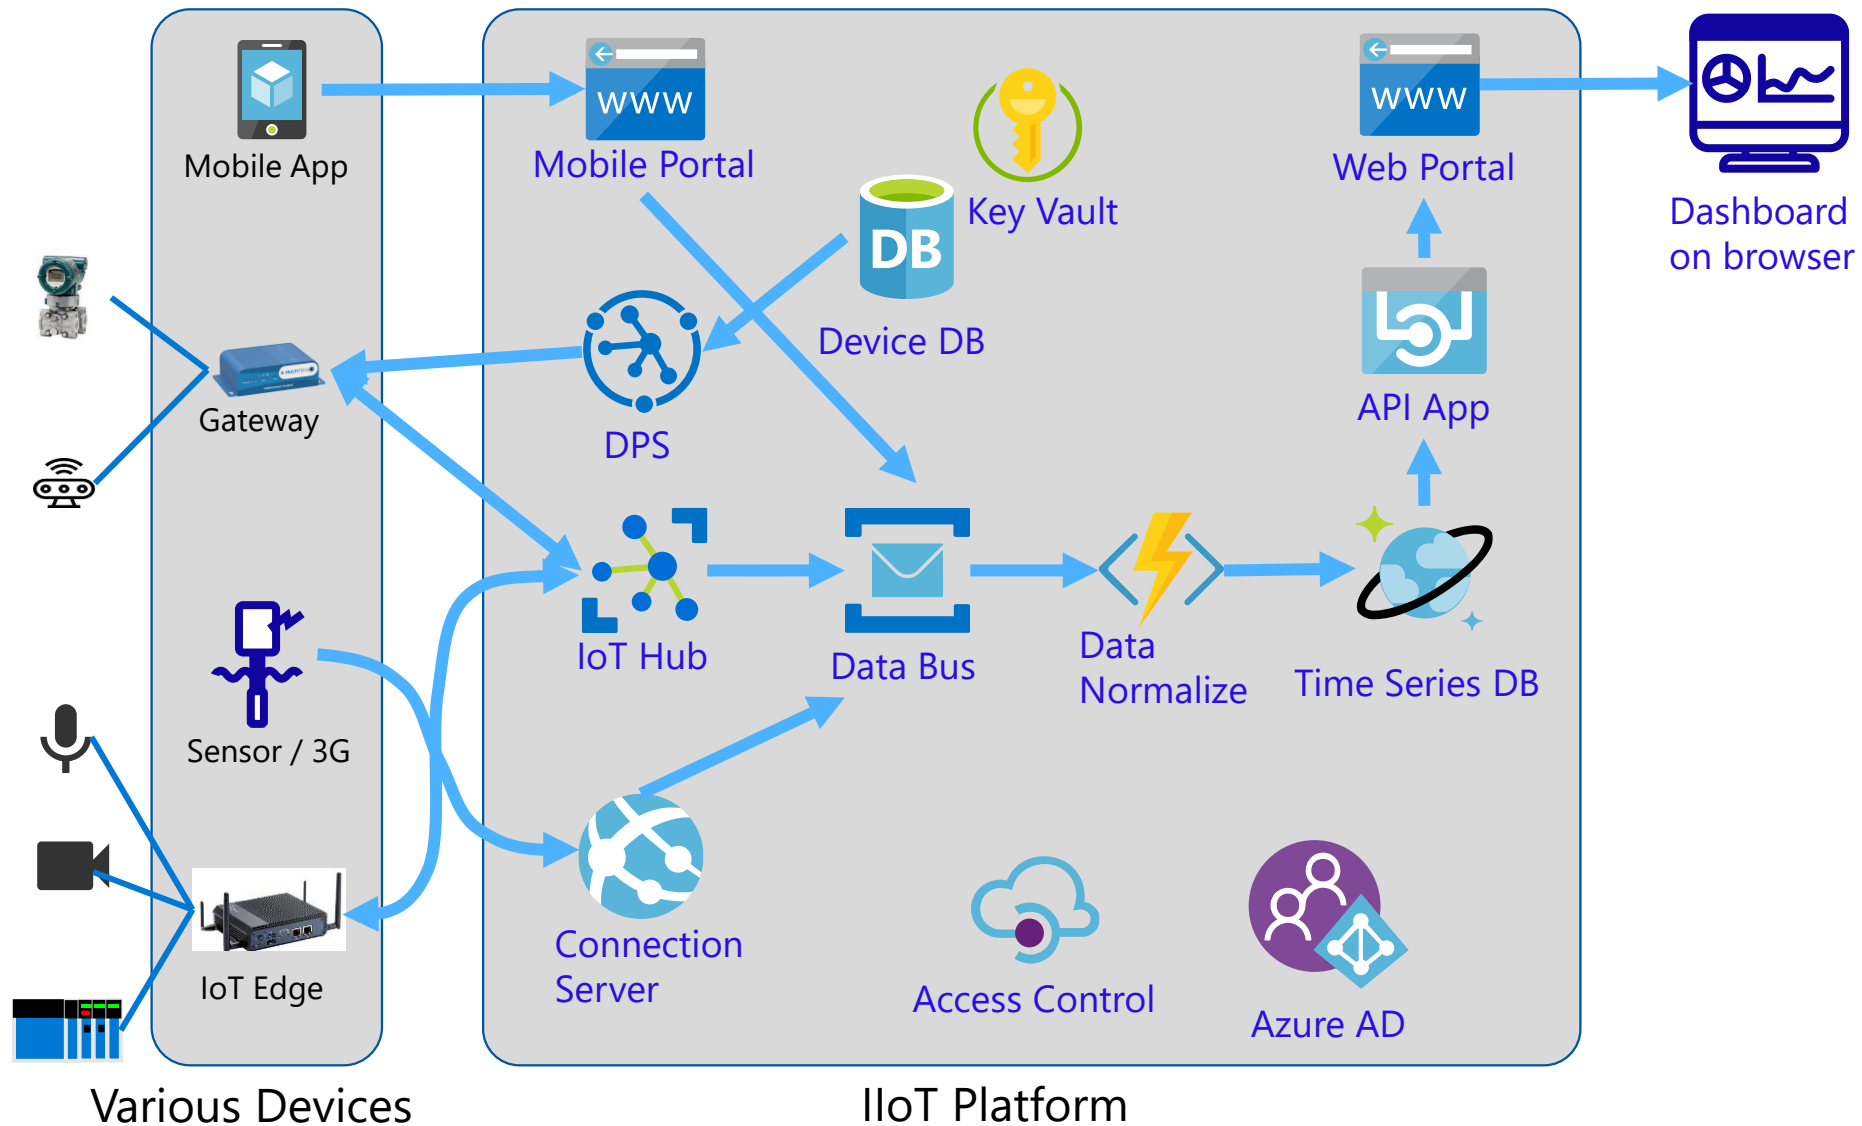 Mobile App
Gateway
Sensor / 3G
IoT Edge
Various Devices
WWW
Mobile Portal
Key Vault
DB
Device DB
DPS
IoT Hub
Data Bus
Data
Normalize
Time Series DB
API App
WWW
Web Portal
Connection
Server
Access Control
Azure AD
IIoT Platform
Dashboard
on browser